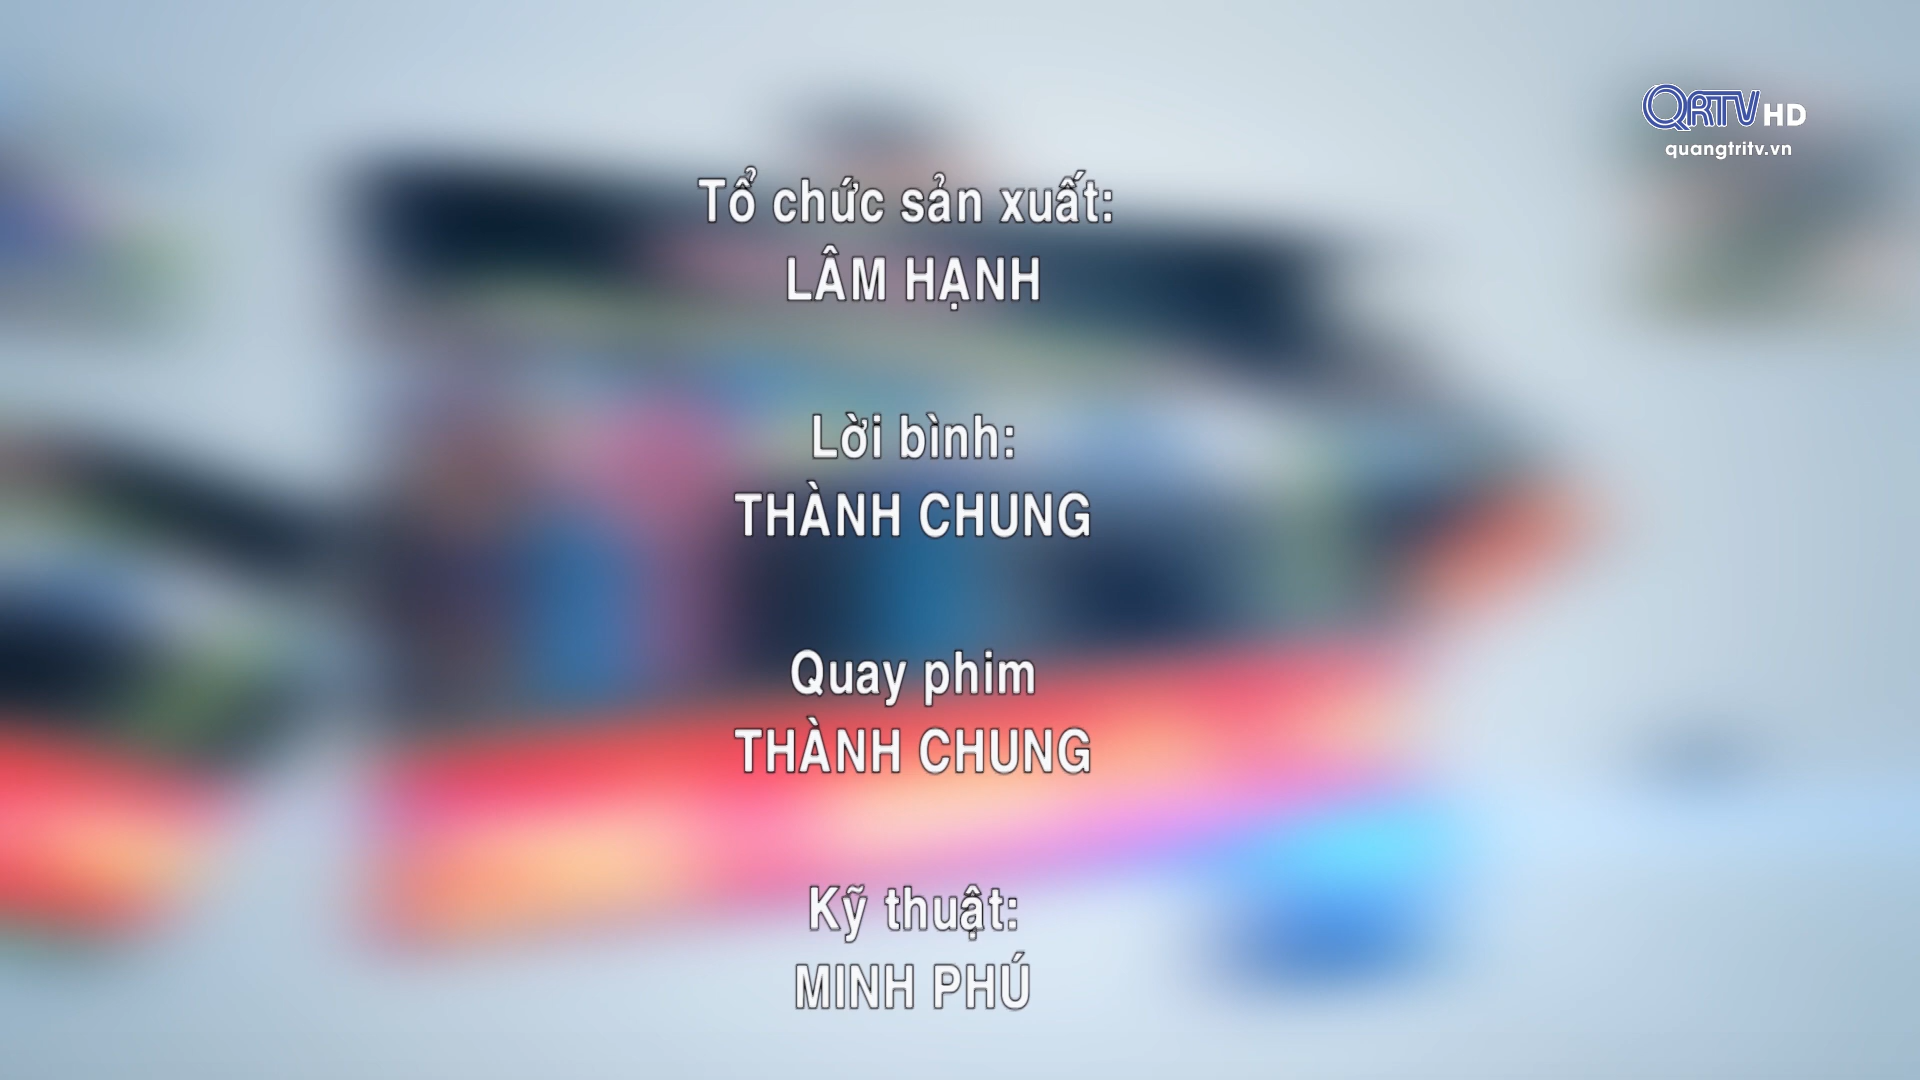 QRTV HD
quangtritv.vn
Tổ chức sản xuất:
LÂM HẠNH
Lời bình:
THÀNH CHUNG
Quay phim
THÀNH CHUNG
Kỹ thuật:
MINH PHÚ